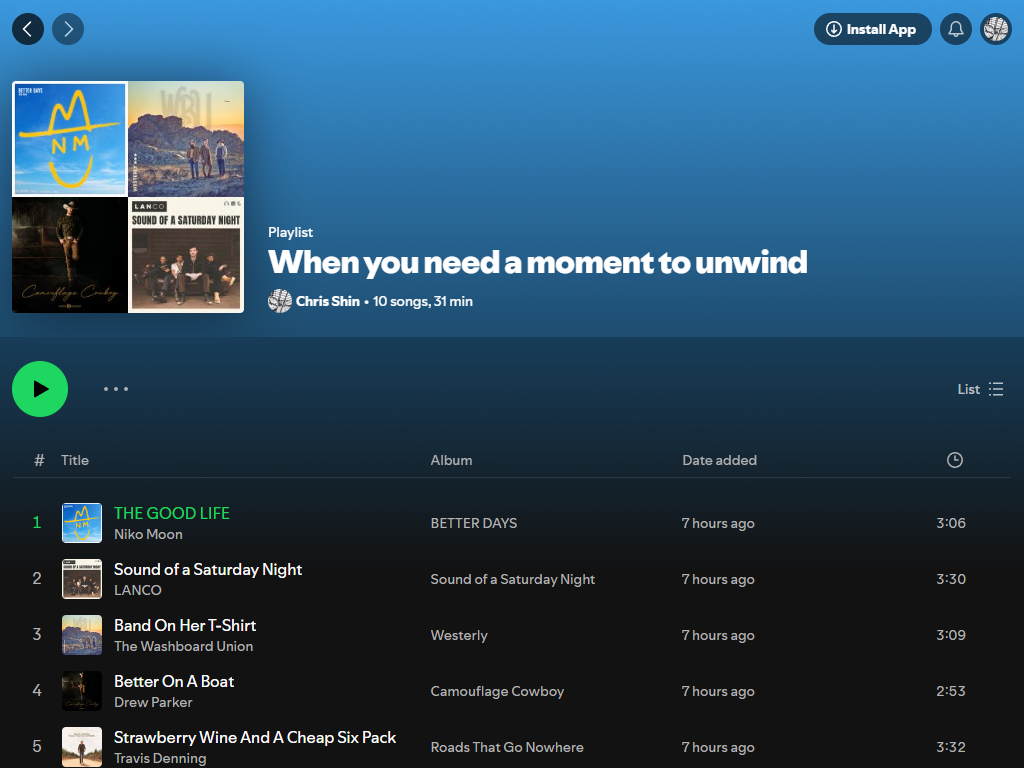 Install App
BETTER DAYS
NM
WESTERLY
LANCO
SOUND OF A SATURDAY NIGHT
Camouflage Cowboy
Playlist
When you need a moment to unwind
Chris Shin • 10 songs, 31 min
List
# Title Album Date added
1 THE GOOD LIFE BETTER DAYS 7 hours ago 3:06
Niko Moon
2 Sound of a Saturday Night Sound of a Saturday Night 7 hours ago 3:30
LANCO
3 Band On Her T-Shirt Westerly 7 hours ago 3:09
The Washboard Union
4 Better On A Boat Camouflage Cowboy 7 hours ago 2:53
Drew Parker
5 Strawberry Wine And A Cheap Six Pack Roads That Go Nowhere 7 hours ago 3:32
Travis Denning